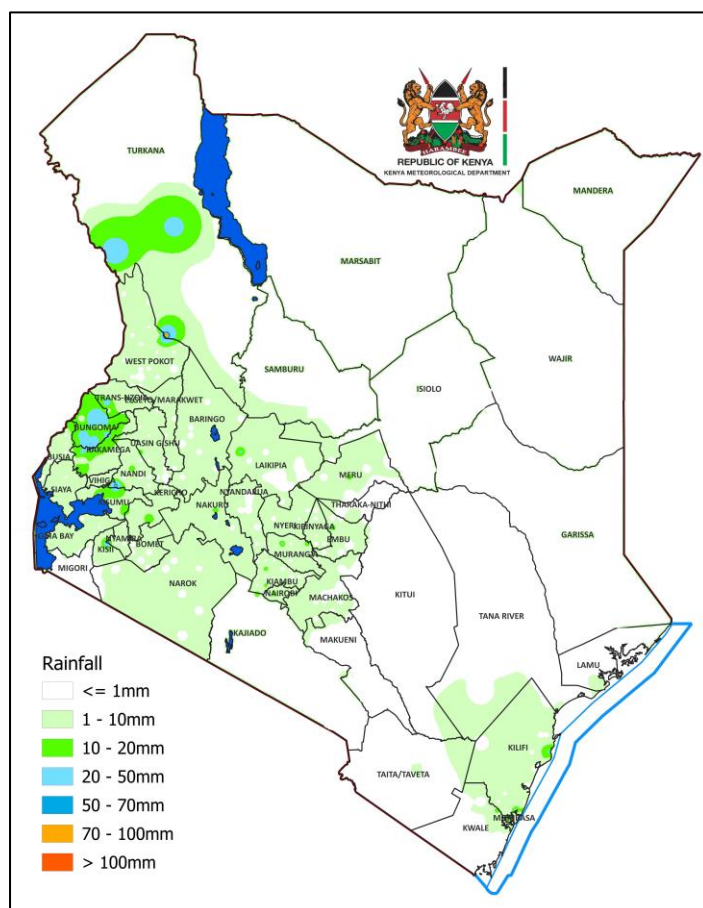 HARAMBEE
REPUBLIC OF KENYA
KENYA METEOROLOGICAL DEPARTMENT
TURKANA
MANDERA
MARSABIT
WAJIR
SAMBURU
ISIOLO
WEST POKOT
TRANS-NZOIA
ELGEYO/MARAKWET
BARINGO
BUNGOMA
UASIN GISHU
KAKAMEGA
BUSIA
LAIKIPIA
NANDI
MERU
VIHIGA
SIAYA
KERICHO
NYANDARUA
KISUMU
NAKURU
THARAKA-NITHI
GARISSA
NYERI
KIRINYAGA
EMBU
NYAMIRA
KISII
BOMET
MURANGA
MIGORI
NAROK
KIAMBU
NAIROBI
MACHAKOS
KITUI
TANA RIVER
KAJIADO
MAKUENI
LAMU
KILIFI
TAITA/TAVETA
MOMBASA
KWALE
Rainfall
<= 1mm
1 - 10mm
10 - 20mm
20 - 50mm
50 - 70mm
70 - 100mm
> 100mm